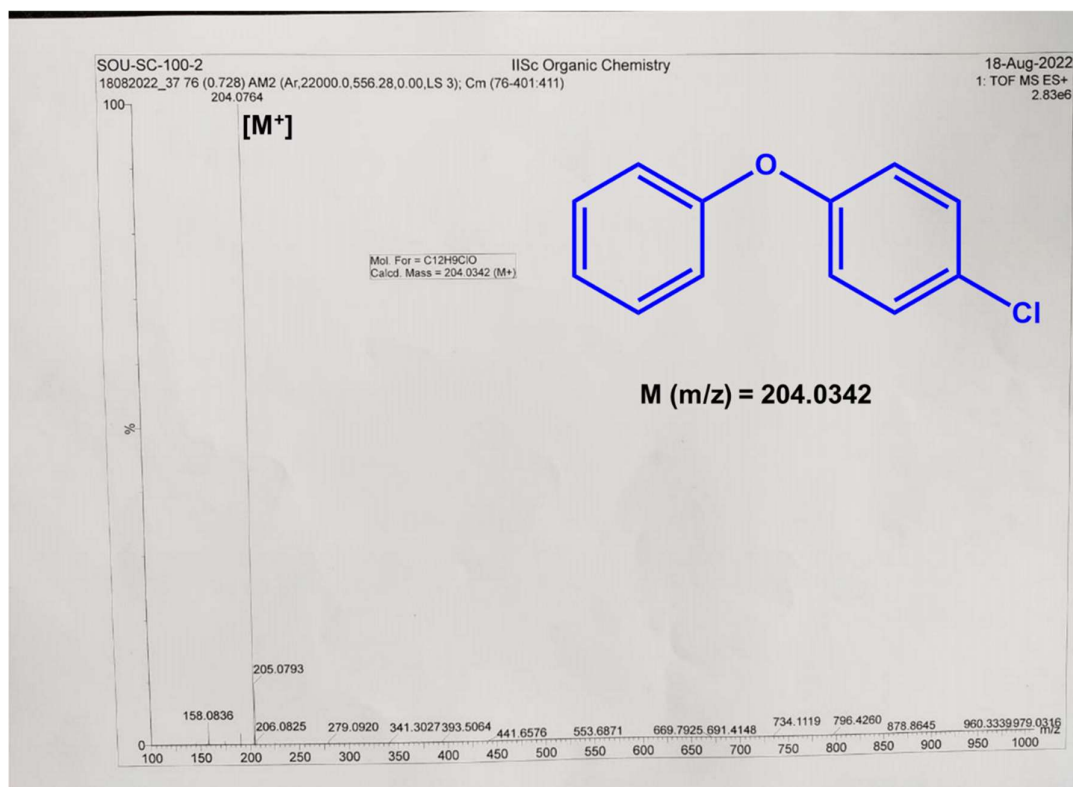 SOU-SC-100-2
IISc Organic Chemistry
18-Aug-2022
18082022_37 76 (0.728) AM2 (Ar,22000.0,556.28,0.00,LS 3); Cm (76-401:411)
1: TOF MS ES+
2.83e6
100
204.0764
[M+]
O
Cl
Mol. For = C12H9ClO
Calcd. Mass = 204.0342 (M+)
M (m/z) = 204.0342
%
205.0793
158.0836
206.0825 279.0920 341.3027 393.5064 441.6576 553.6871 669.7925 691.4148 734.1119 796.4260 878.8645 960.3339 979.0316
0
m/z
100 150 200 250 300 350 400 450 500 550 600 650 700 750 800 850 900 950 1000